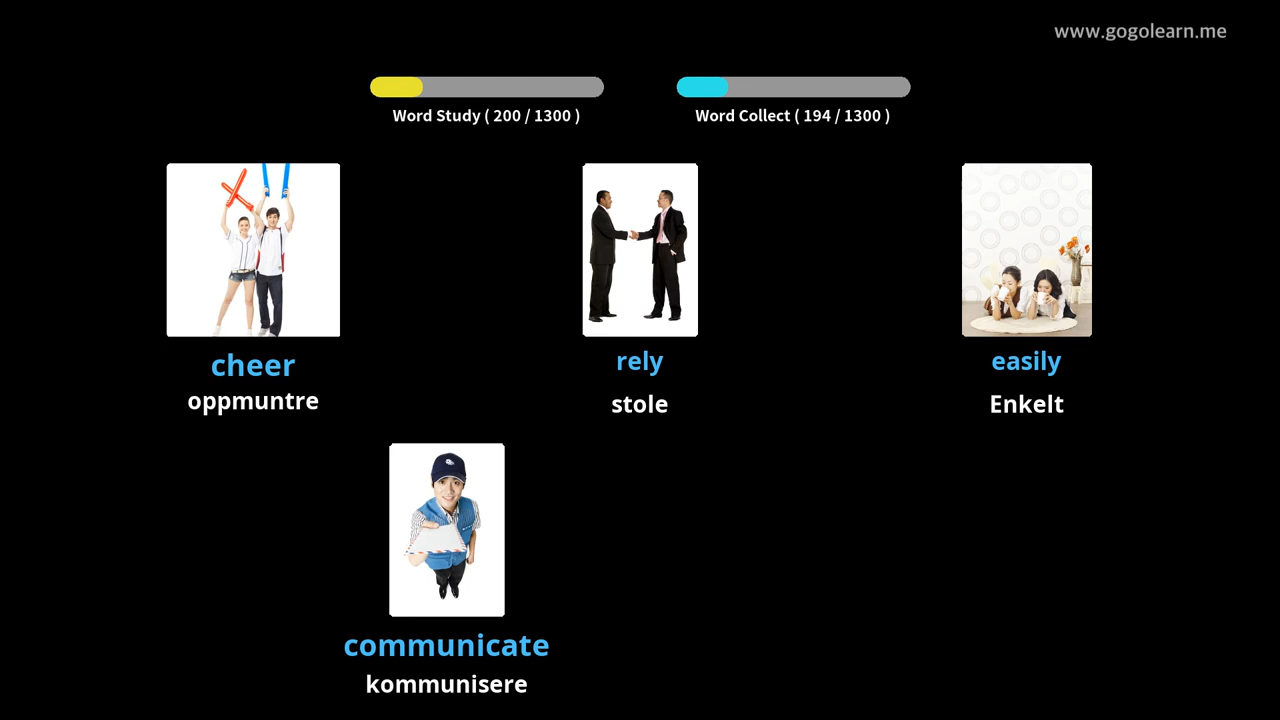 www.gogolearn.me
Word Study ( 200 / 1300 )
Word Collect ( 194 / 1300 )
cheer
oppmuntre
rely
stole
easily
Enkelt
communicate
kommunisere